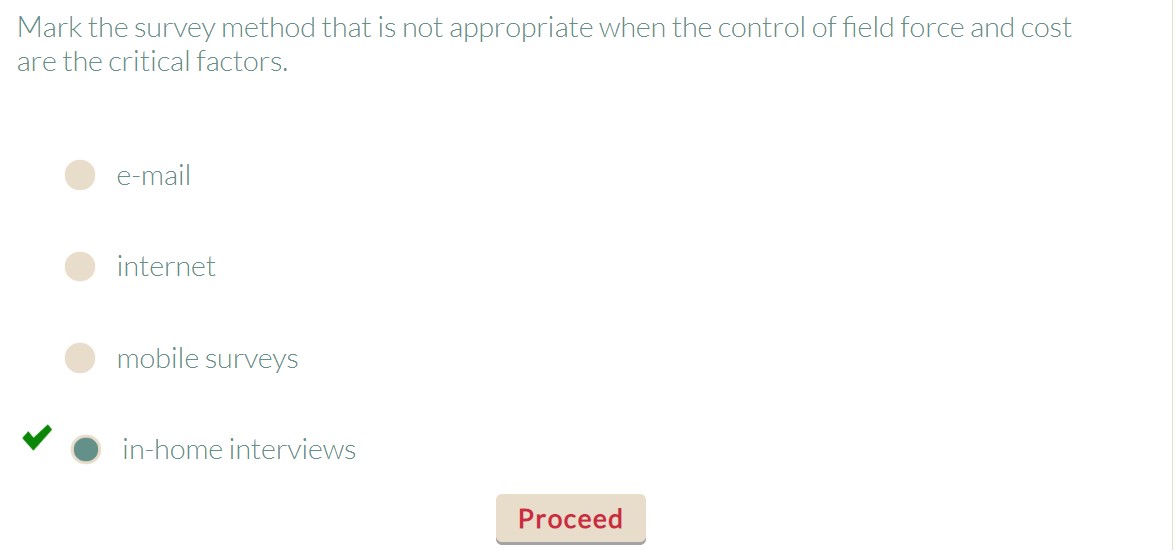 Mark the survey method that is not appropriate when the control of field force and cost
are the critical factors.
e-mail
internet
mobile surveys
in-home interviews
Proceed